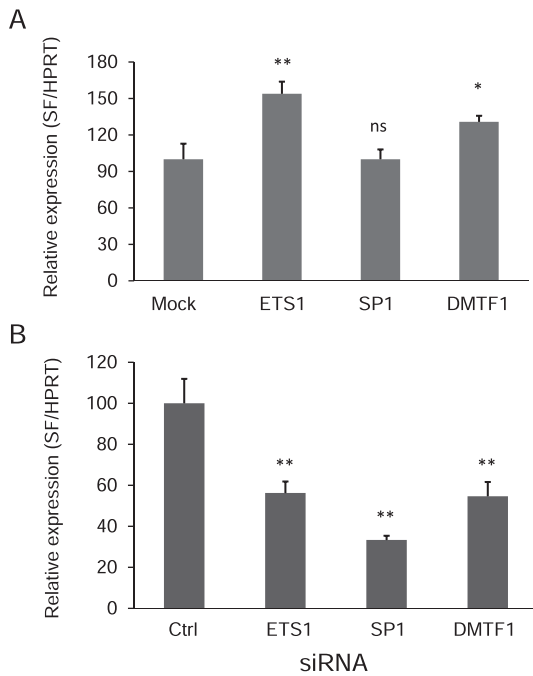 A
Relative expression (SF/HPRT)
180
150
120
90
60
30
0
**
ns
*
Mock ETS1 SP1 DMTF1
B
Relative expression (SF/HPRT)
120
100
80
60
40
20
0
**
**
**
Ctrl ETS1 SP1 DMTF1
siRNA